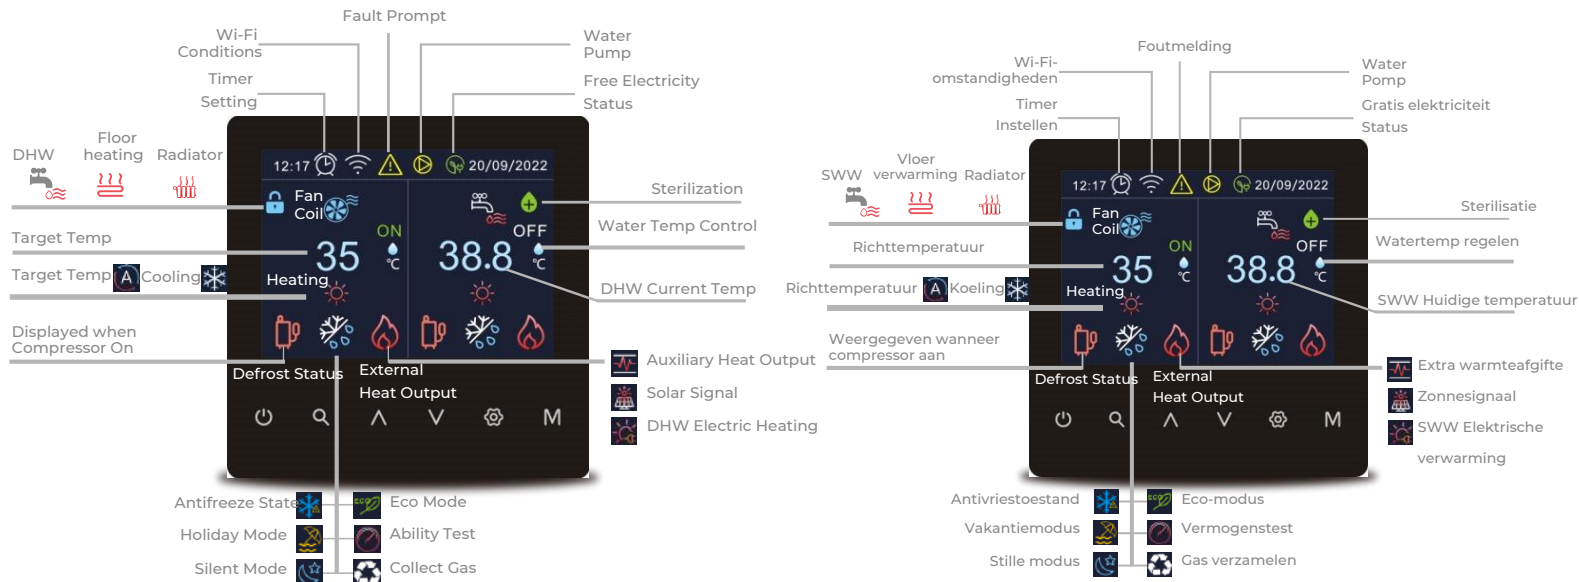 Fault Prompt
Wi-Fi
Conditions
Water
Pump
Timer
Setting
Free Electricity
Status
DHW
Floor
heating
Radiator
12:17
20/09/2022
Fan
Coil
Sterilization
ON
OFF
Water Temp Control
Target Temp
35
°C
38.8
°C
Target Temp
A
Cooling
Heating
DHW Current Temp
Displayed when
Compressor On
Defrost Status
External
Heat Output
Auxiliary Heat Output
Solar Signal
DHW Electric Heating
M
Antifreeze State
ECO
Eco Mode
Holiday Mode
Ability Test
Silent Mode
Collect Gas
Foutmelding
Wi-Fi-
omstandigheden
Water
Pomp
Timer
Instellen
Gratis elektriciteit
Status
SWW
Vloer
verwarming
Radiator
12:17
20/09/2022
Fan
Coil
Sterilisatie
ON
OFF
Watertemp regelen
Richttemperatuur
35
°C
38.8
°C
Richttemperatuur
A
Koeling
Heating
SWW Huidige temperatuur
Weergegeven wanneer
compressor aan
Defrost Status
External
Heat Output
Extra warmteafgifte
Zonnesignaal
SWW Elektrische
verwarming
M
Antivriestoestand
ECO
Eco-modus
Vakantiemodus
Vermogenstest
Stille modus
Gas verzamelen